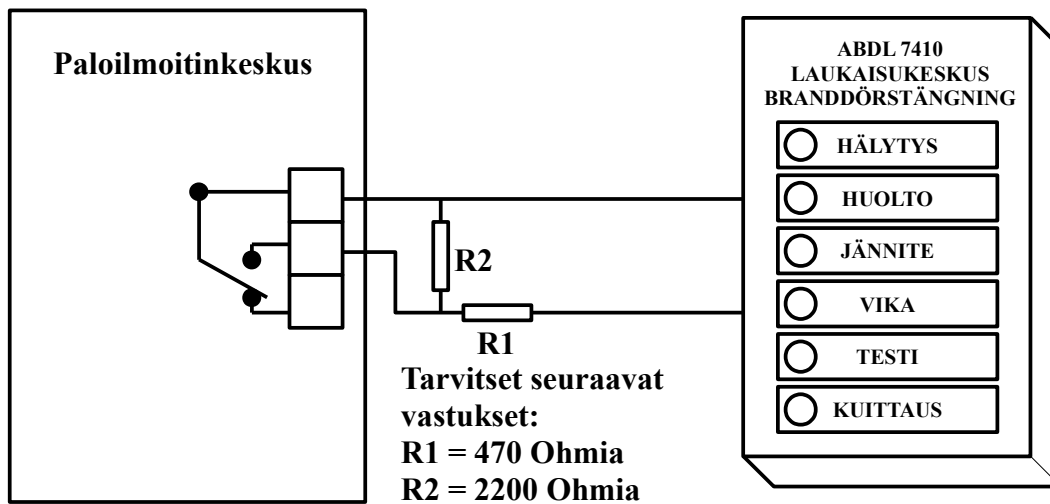 Paloilmoitinkeskus
ABDL 7410
LAUKAISUKESKUS
BRANDDÖRSTÄNGNING
HÄLYTYS
HUOLTO
JÄNNITE
VIKA
TESTI
KUITTAUS
R2
R1
Tarvitset seuraavat
vastukset:
R1 = 470 Ohmia
R2 = 2200 Ohmia